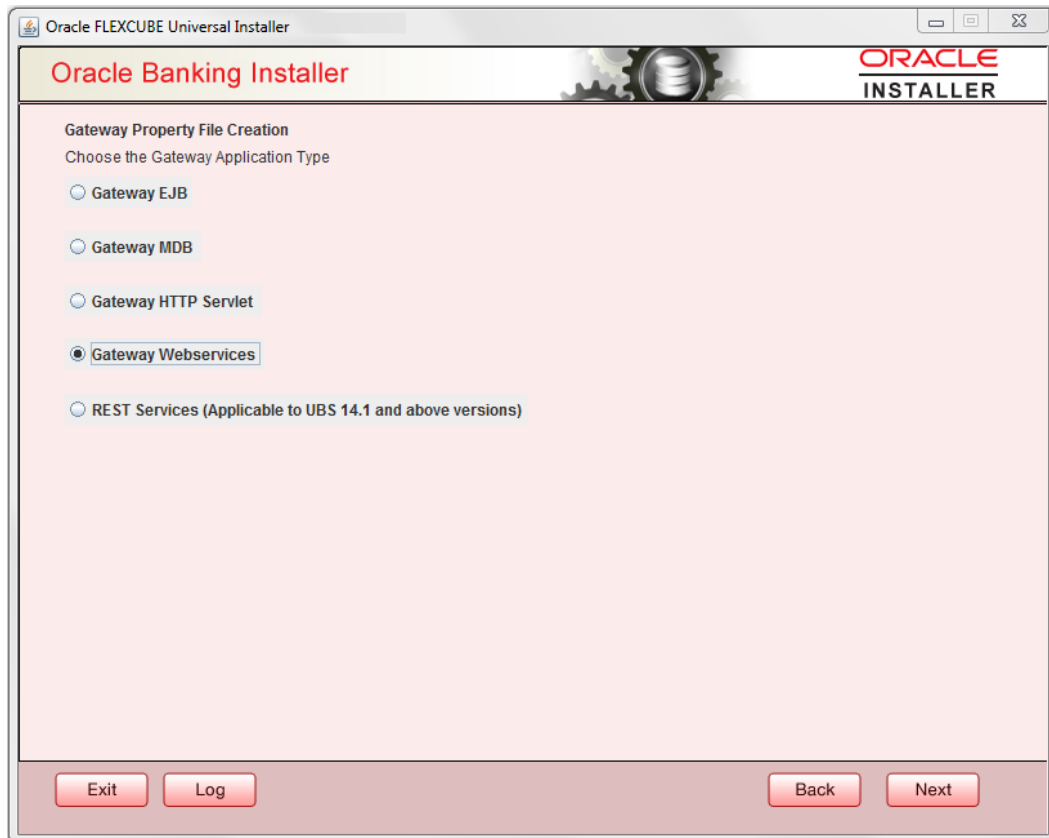 Oracle FLEXCUBE Universal Installer
Oracle Banking Installer
ORACLE
INSTALLER
Gateway Property File Creation
Choose the Gateway Application Type
Gateway EJB
Gateway MDB
Gateway HTTP Servlet
Gateway Webservices
REST Services (Applicable to UBS 14.1 and above versions)
Exit Log Back Next